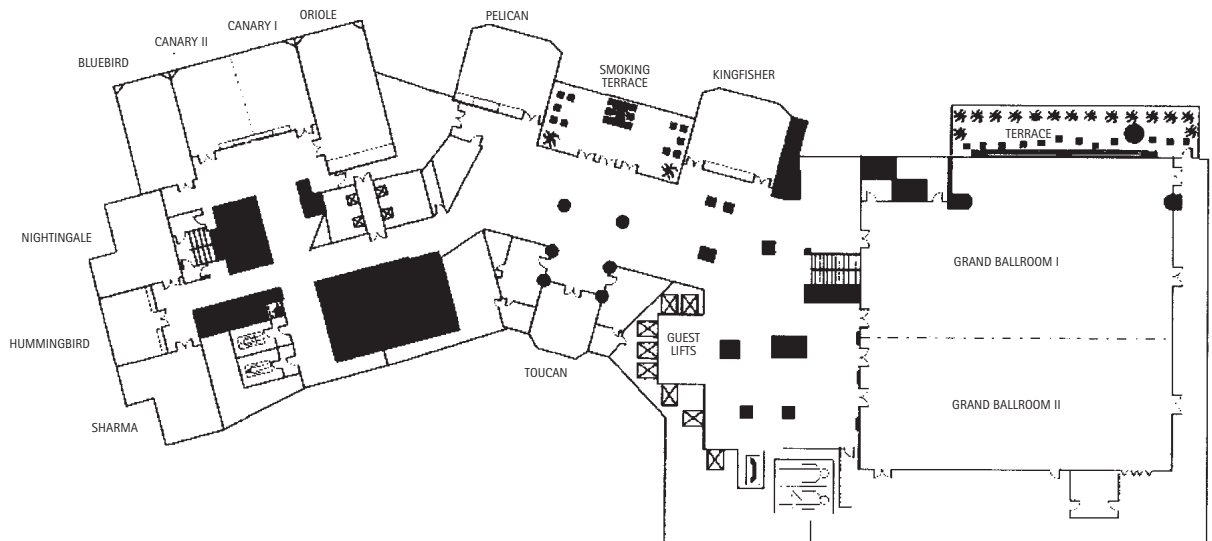 ORIOLE
PELICAN
CANARY I
CANARY II
BLUEBIRD
SMOKING
TERRACE
KINGFISHER
TERRACE
NIGHTINGALE
GRAND BALLROOM I
HUMMINGBIRD
GUEST
LIFTS
TOUCAN
GRAND BALLROOM II
SHARMA